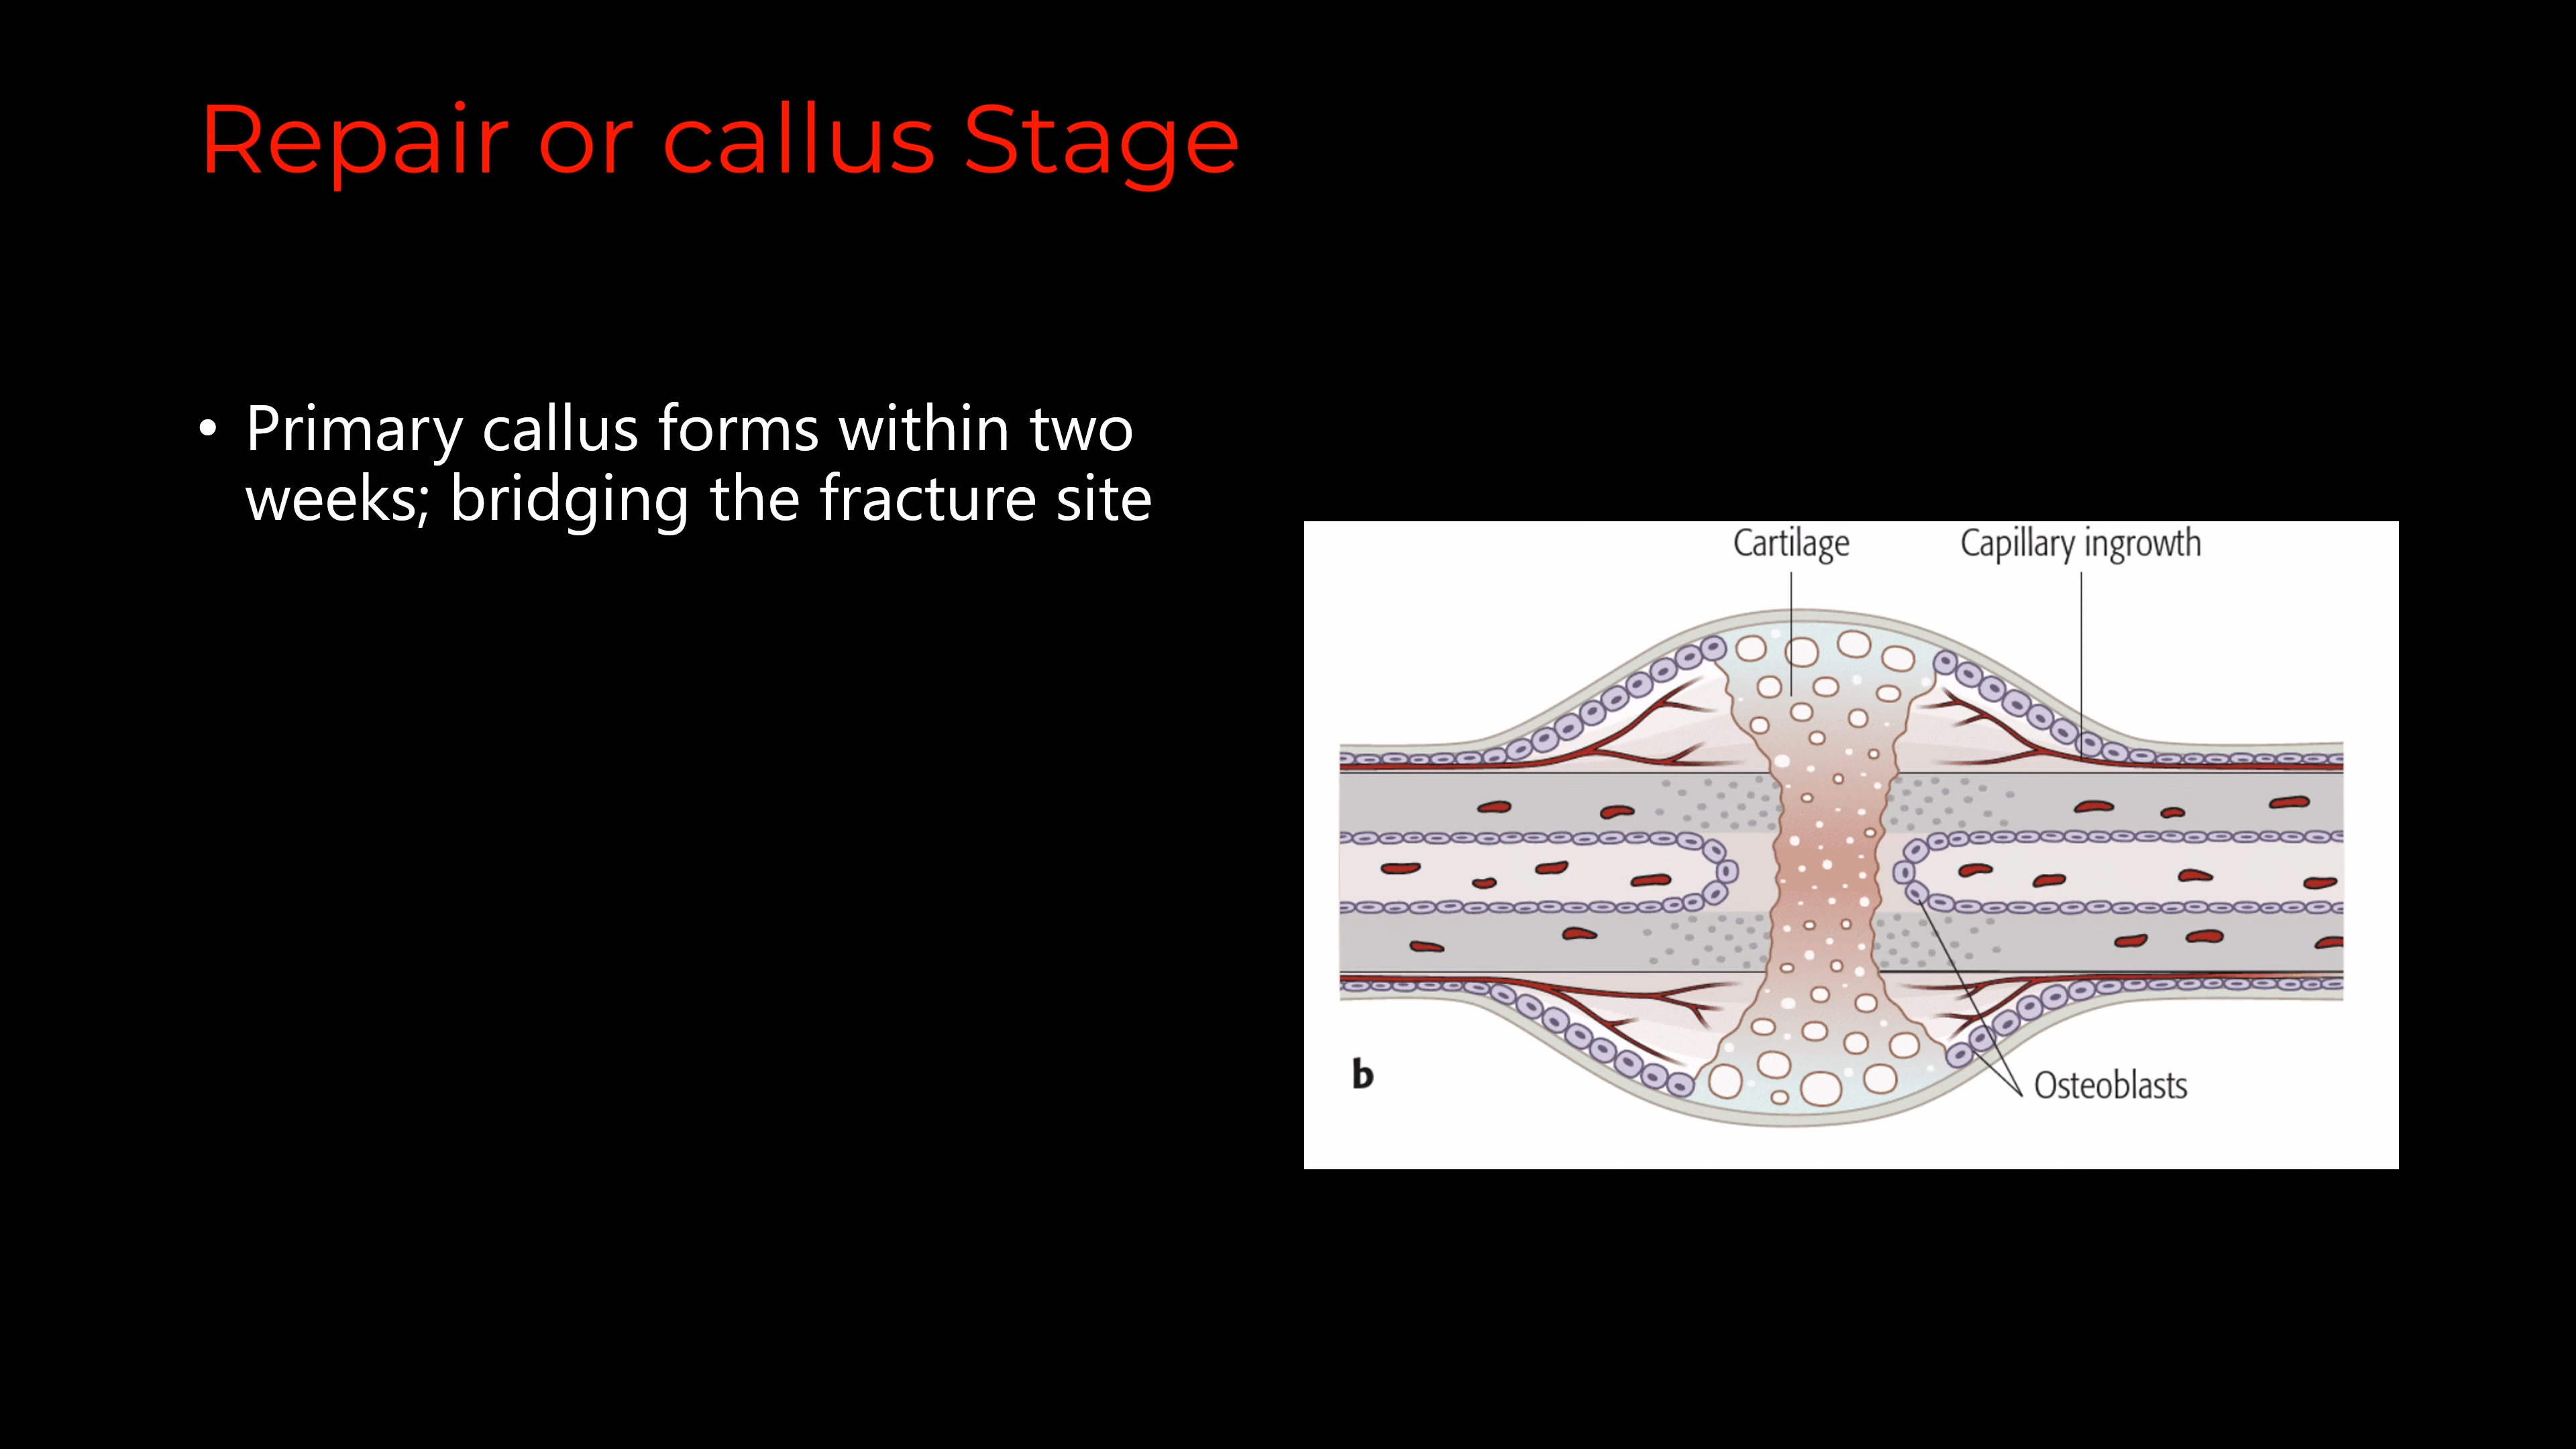 Repair or callus Stage
• Primary callus forms within two
weeks; bridging the fracture site
Cartilage
Capillary ingrowth
b
Osteoblasts